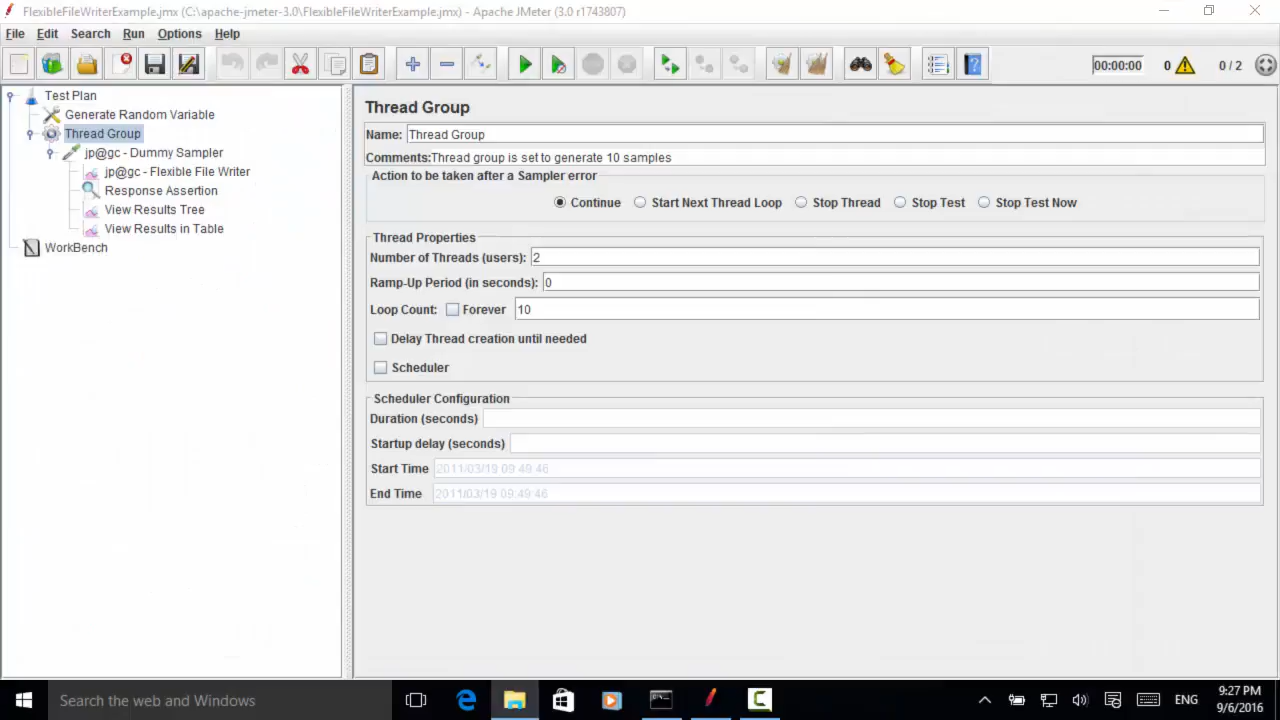 FlexibleFileWriterExample.jmx (C:\apache-jmeter-3.0\FlexibleFileWriterExample.jmx) - Apache JMeter (3.0 r1743807)
File Edit Search Run Options Help
00:00:00 0 0 / 2
Test Plan
Generate Random Variable
Thread Group
jp@gc - Dummy Sampler
jp@gc - Flexible File Writer
Response Assertion
View Results Tree
View Results in Table
WorkBench
Thread Group
Name: Thread Group
Comments: Thread group is set to generate 10 samples
Action to be taken after a Sampler error
Continue Start Next Thread Loop Stop Thread Stop Test Stop Test Now
Thread Properties
Number of Threads (users): 2
Ramp-Up Period (in seconds): 0
Loop Count: Forever 10
Delay Thread creation until needed
Scheduler
Scheduler Configuration
Duration (seconds)
Startup delay (seconds)
Start Time 2011/03/19 09:49:46
End Time 2011/03/19 09:49:46
Search the web and Windows
ENG
9:27 PM
9/6/2016